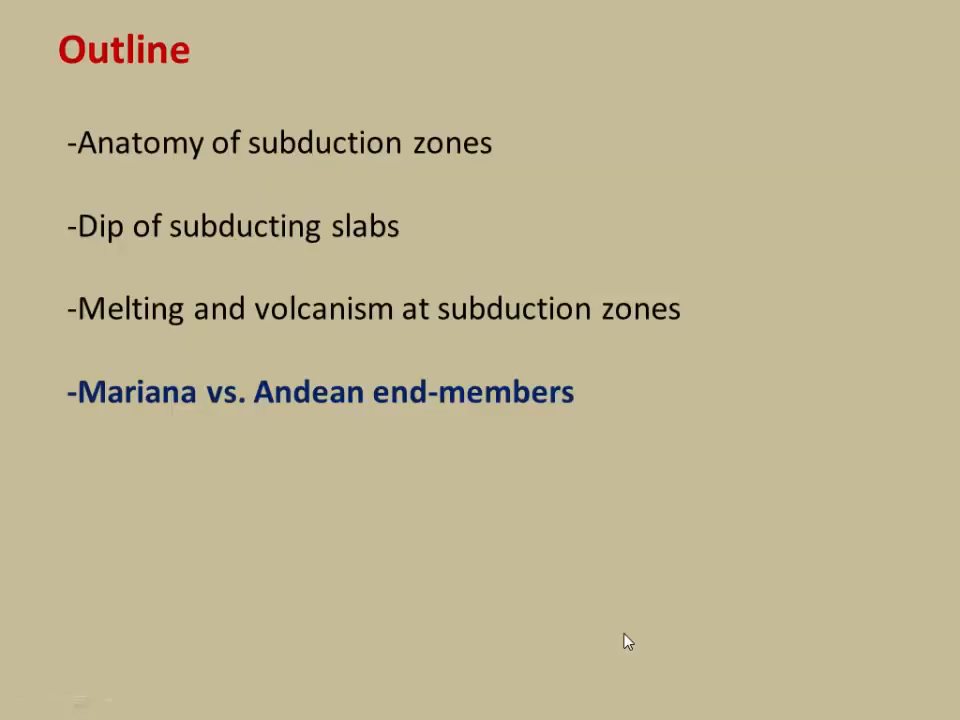 Outline
-Anatomy of subduction zones
-Dip of subducting slabs
-Melting and volcanism at subduction zones
-Mariana vs. Andean end-members